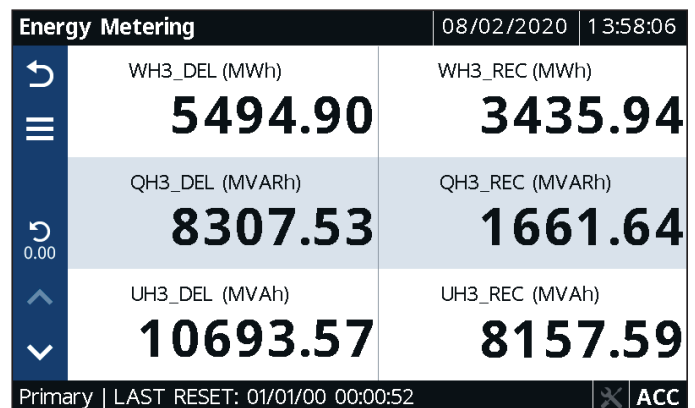 Energy Metering 08/02/2020 13:58:06
WH3_DEL (MWh) WH3_REC (MWh)
5494.90 3435.94
QH3_DEL (MVARh) QH3_REC (MVARh)
8307.53 1661.64
0.00
UH3_DEL (MVAh) UH3_REC (MVAh)
10693.57 8157.59
Primary | LAST RESET: 01/01/00 00:00:52 ACC